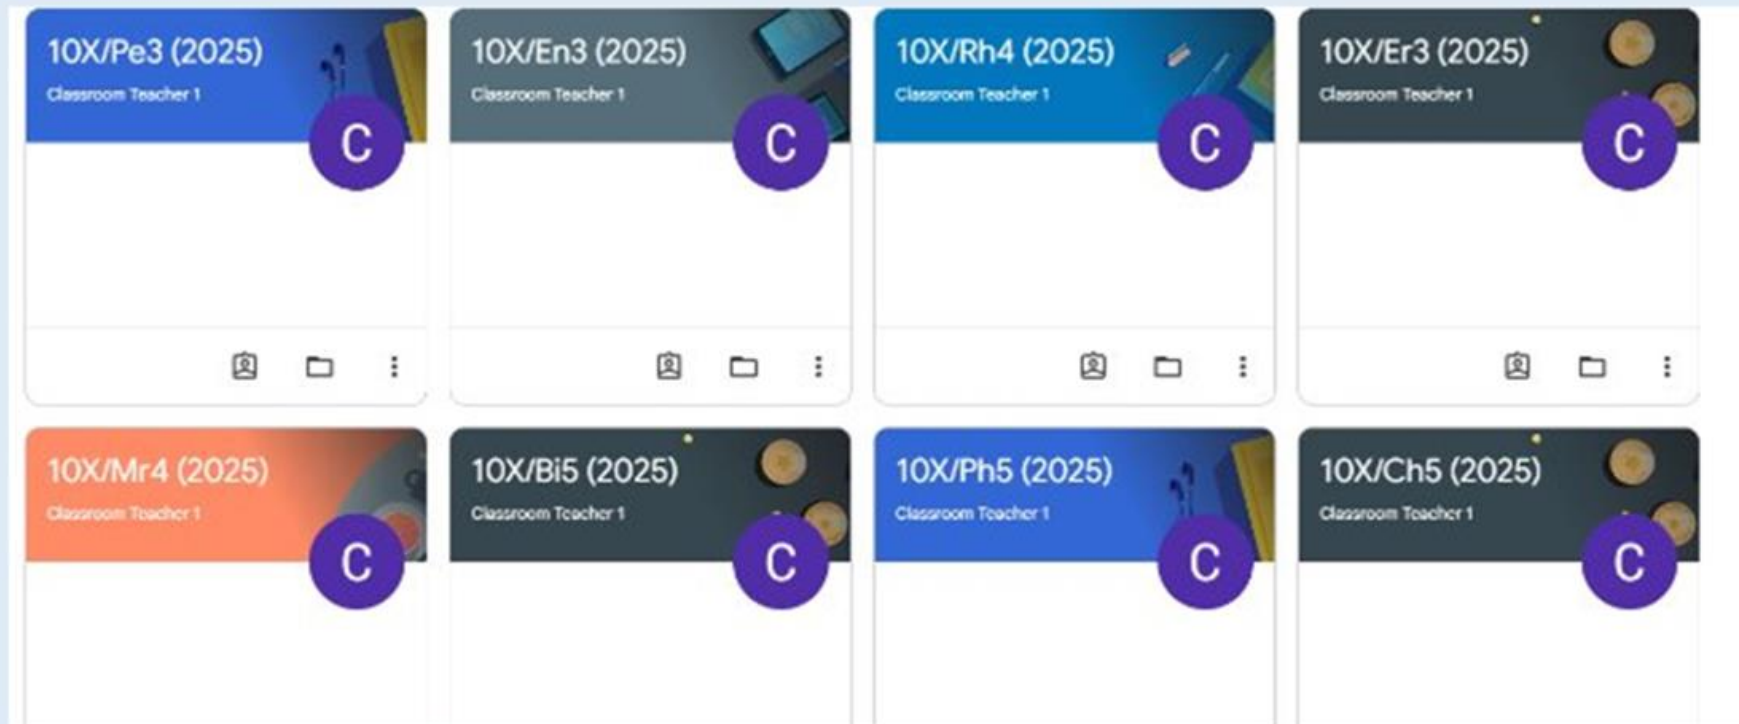 10X/Pe3 (2025)
Classroom Teacher 1
C
10X/En3 (2025)
Classroom Teacher 1
C
10X/Rh4 (2025)
Classroom Teacher 1
C
10X/Er3 (2025)
Classroom Teacher 1
C
10X/Mr4 (2025)
Classroom Teacher 1
C
10X/Bi5 (2025)
Classroom Teacher 1
C
10X/Ph5 (2025)
Classroom Teacher 1
C
10X/Ch5 (2025)
Classroom Teacher 1
C